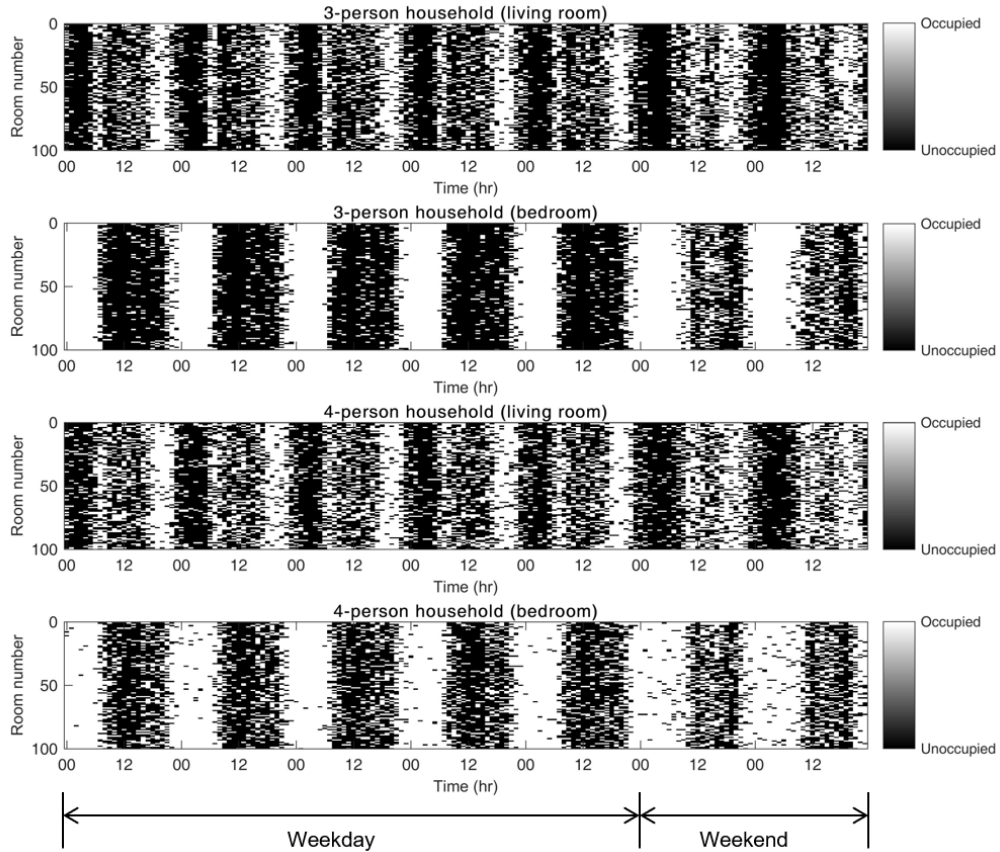 3-person household (living room)
Room number
0
50
100
00 12 00 12 00 12 00 12 00 12 00 12 00 12
Time (hr)
Occupied
Unoccupied
3-person household (bedroom)
Room number
0
50
100
00 12 00 12 00 12 00 12 00 12 00 12 00 12
Time (hr)
Occupied
Unoccupied
4-person household (living room)
Room number
0
50
100
00 12 00 12 00 12 00 12 00 12 00 12 00 12
Time (hr)
Occupied
Unoccupied
4-person household (bedroom)
Room number
0
50
100
00 12 00 12 00 12 00 12 00 12 00 12 00 12
Time (hr)
Occupied
Unoccupied
Weekday
Weekend